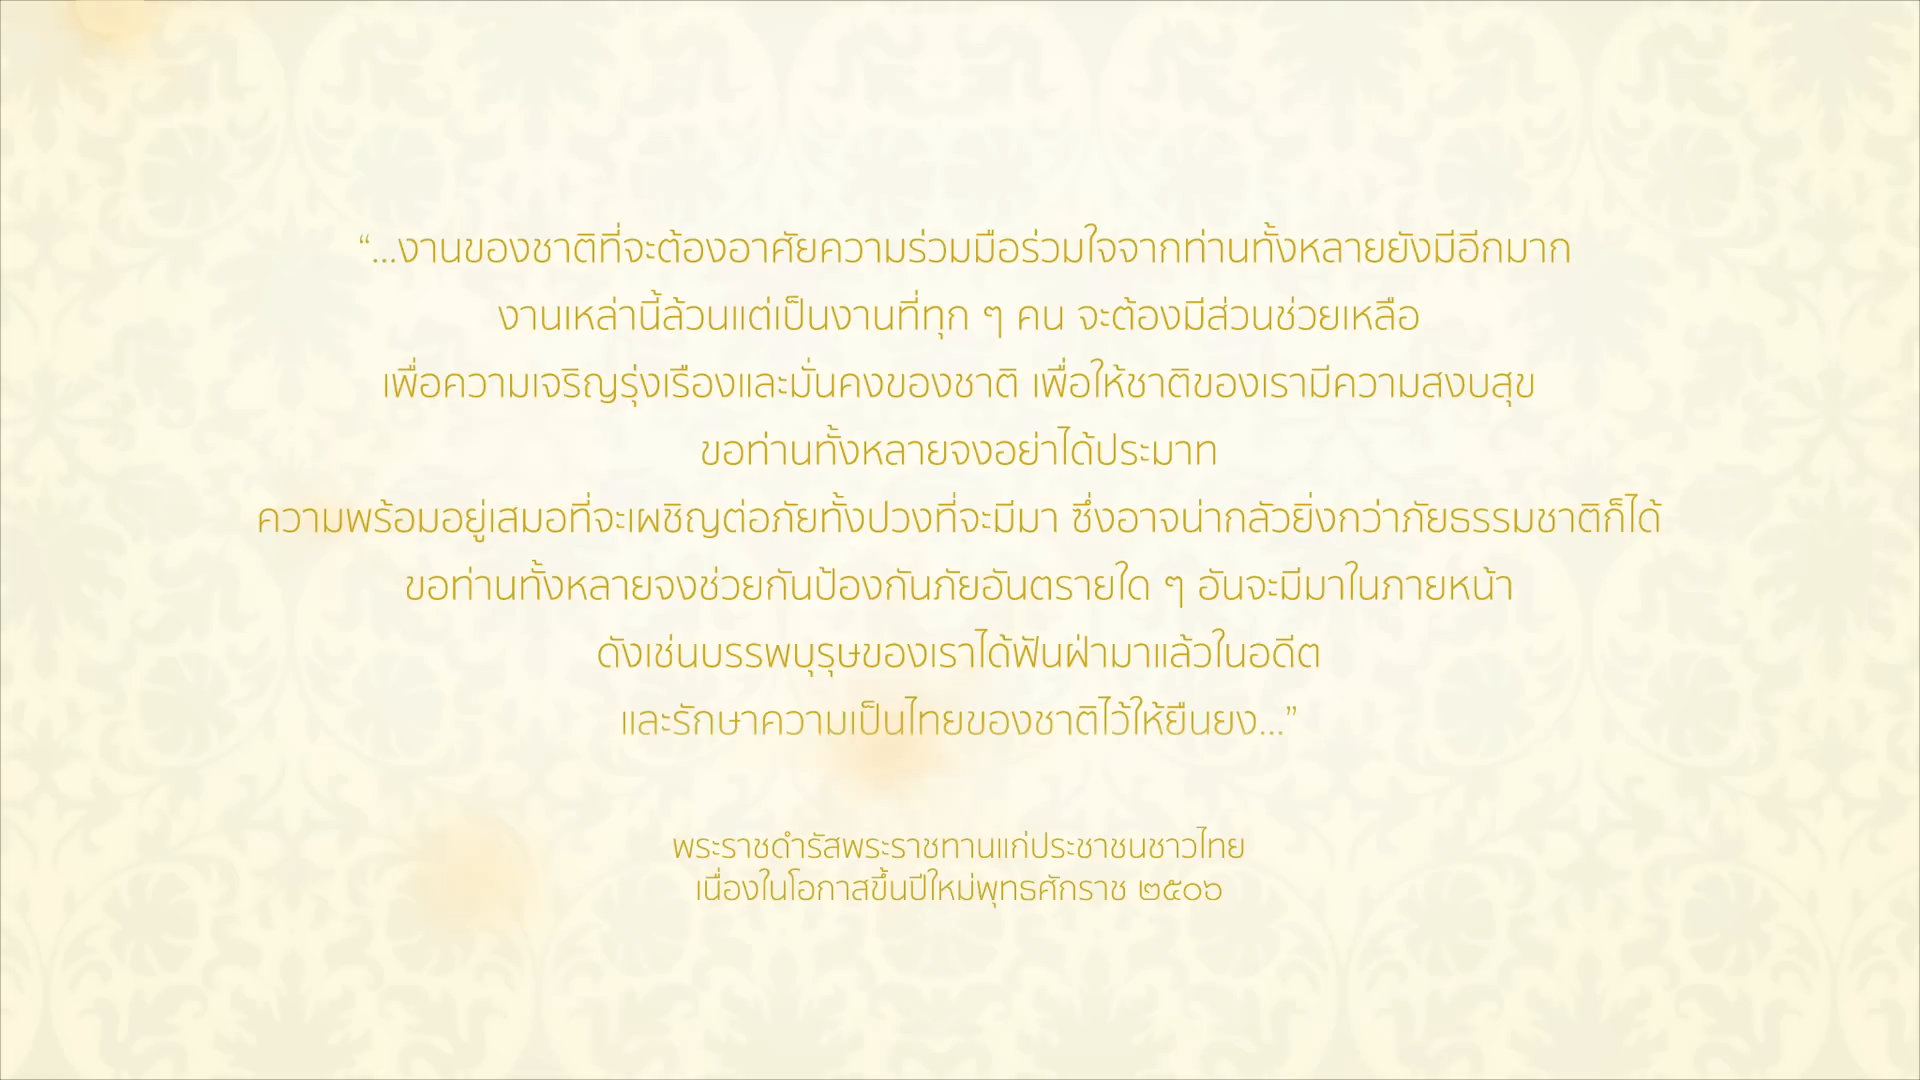 “...งานของชาติที่จะต้องอาศัยความร่วมมือร่วมใจจากท่านทั้งหลายยังมีอีกมาก
งานเหล่านี้ล้วนแต่เป็นงานที่ทุก ๆ คน จะต้องมีส่วนช่วยเหลือ
เพื่อความเจริญรุ่งเรืองและมั่นคงของชาติ เพื่อให้ชาติของเรามีความสงบสุข
ขอท่านทั้งหลายจงอย่าได้ประมาท
ความพร้อมอยู่เสมอที่จะเผชิญต่อภัยทั้งปวงที่จะมีมา ซึ่งอาจน่ากลัวยิ่งกว่าภัยธรรมชาติก็ได้
ขอท่านทั้งหลายจงช่วยกันป้องกันภัยอันตรายใด ๆ อันจะมีมาในภายหน้า
ดังเช่นบรรพบุรุษของเราได้ฟันฝ่ามาแล้วในอดีต
และรักษาความเป็นไทยของชาติไว้ให้ยืนยง...”
พระราชดำรัสพระราชทานแก่ประชาชนชาวไทย
เนื่องในโอกาสขึ้นปีใหม่พุทธศักราช ๒๕๐๖